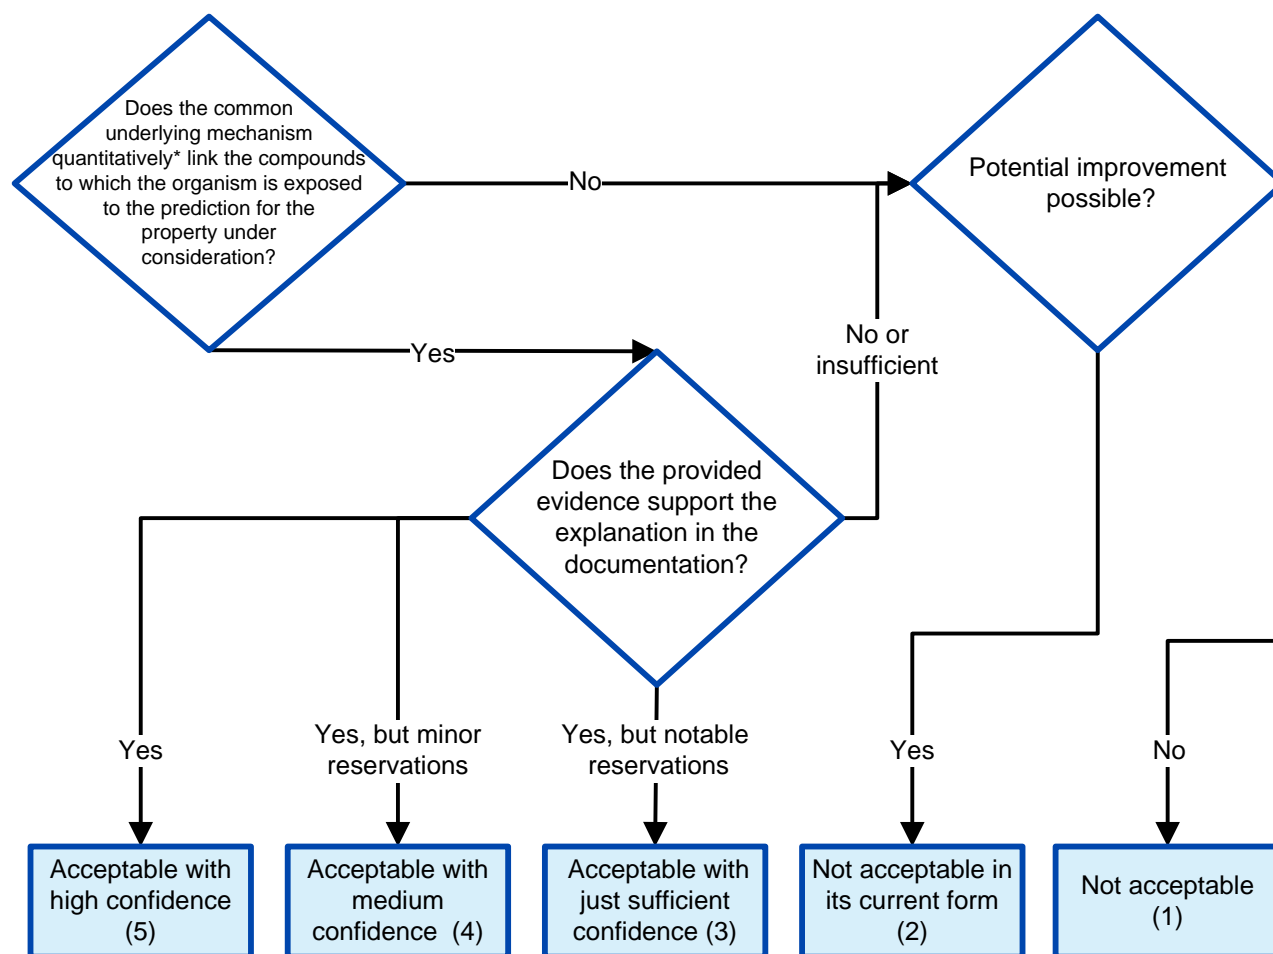 Does the common
underlying mechanism
quantitatively* link the compounds
to which the organism is exposed
to the prediction for the
property under
consideration?
No
Potential improvement
possible?
Yes
No or
insufficient
Does the provided
evidence support the
explanation in the
documentation?
Yes
Yes, but minor
reservations
Yes, but notable
reservations
Yes
No
Acceptable with
high confidence
(5)
Acceptable with
medium
confidence (4)
Acceptable with
just sufficient
confidence (3)
Not acceptable in
its current form
(2)
Not acceptable
(1)